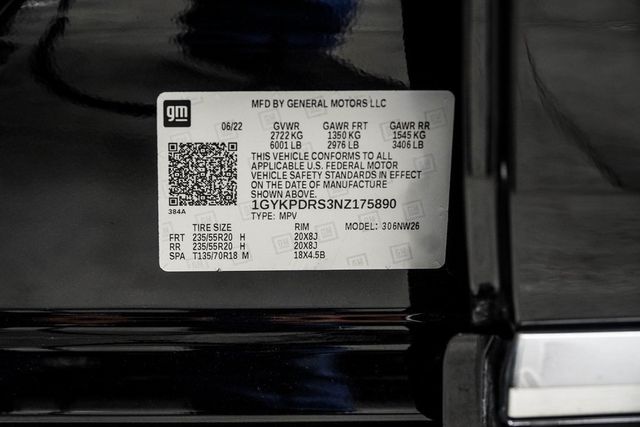 gm
MFD BY GENERAL MOTORS LLC
06/22 GVWR GAWR FRT GAWR RR
2722 KG 1350 KG 1545 KG
6001 LB 2976 LB 3406 LB
THIS VEHICLE CONFORMS TO ALL
APPLICABLE U.S. FEDERAL MOTOR
VEHICLE SAFETY STANDARDS IN EFFECT
ON THE DATE OF MANUFACTURE
SHOWN ABOVE.
384A
1GYKPDRS3NZ175890
TYPE: MPV
TIRE SIZE RIM MODEL: 306NW26
FRT 235/55R20 H 20X8J
RR 235/55R20 H 20X8J
SPA T135/70R18 M 18X4.5B